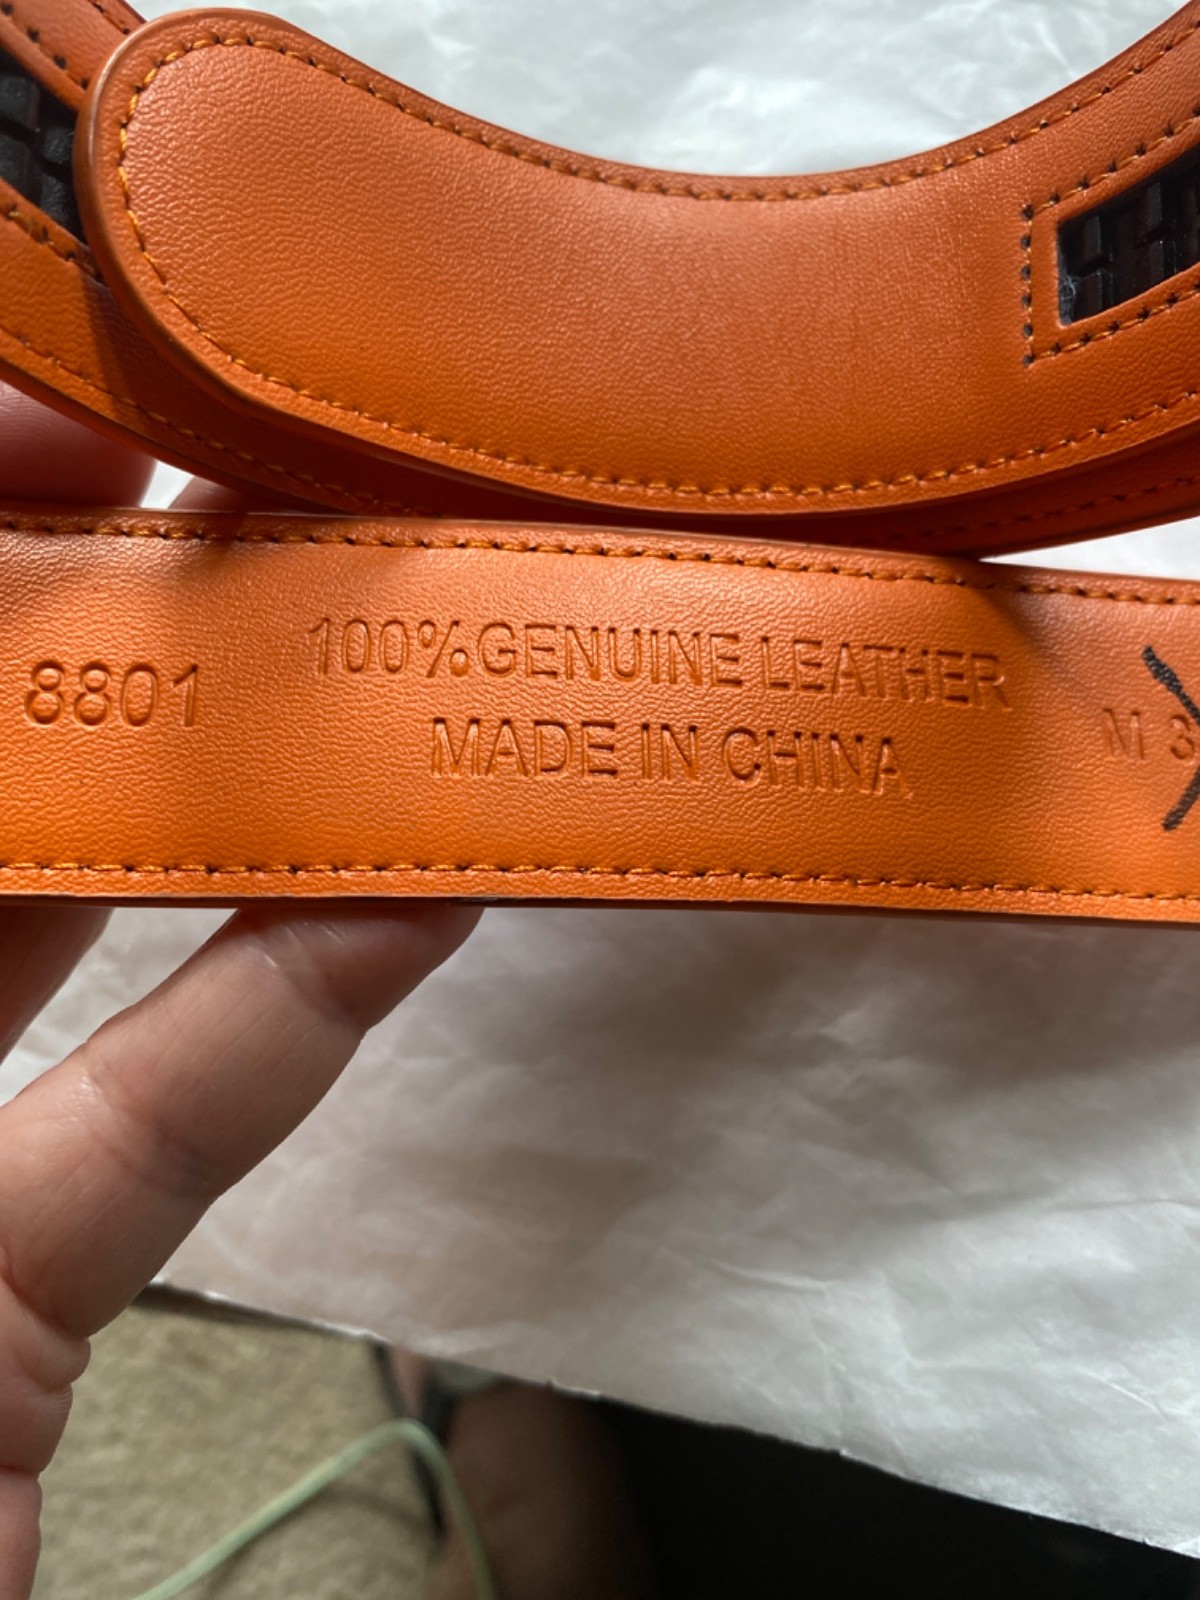 8801
100% GENUINE LEATHER
MADE IN CHINA
M 3